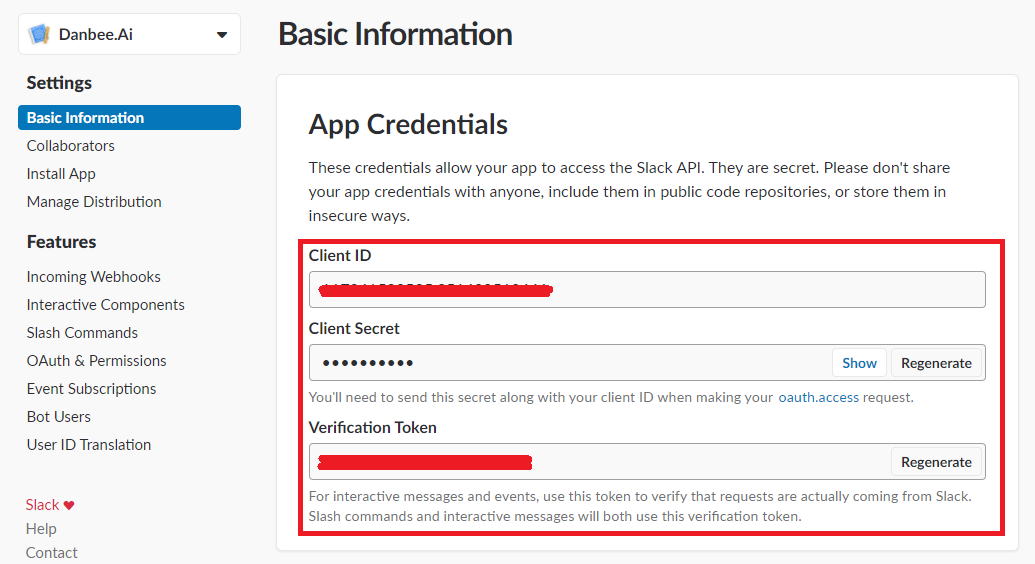 Danbee.Ai
Settings
Basic Information
Collaborators
Install App
Manage Distribution
Features
Incoming Webhooks
Interactive Components
Slash Commands
OAuth & Permissions
Event Subscriptions
Bot Users
User ID Translation
Slack ♥
Help
Contact
Basic Information
App Credentials
These credentials allow your app to access the Slack API. They are secret. Please don't share
your app credentials with anyone, include them in public code repositories, or store them in
insecure ways.
Client ID
Client Secret
•••••••••• Show Regenerate
You'll need to send this secret along with your client ID when making your oauth.access request.
Verification Token
Regenerate
For interactive messages and events, use this token to verify that requests are actually coming from Slack.
Slash commands and interactive messages will both use this verification token.